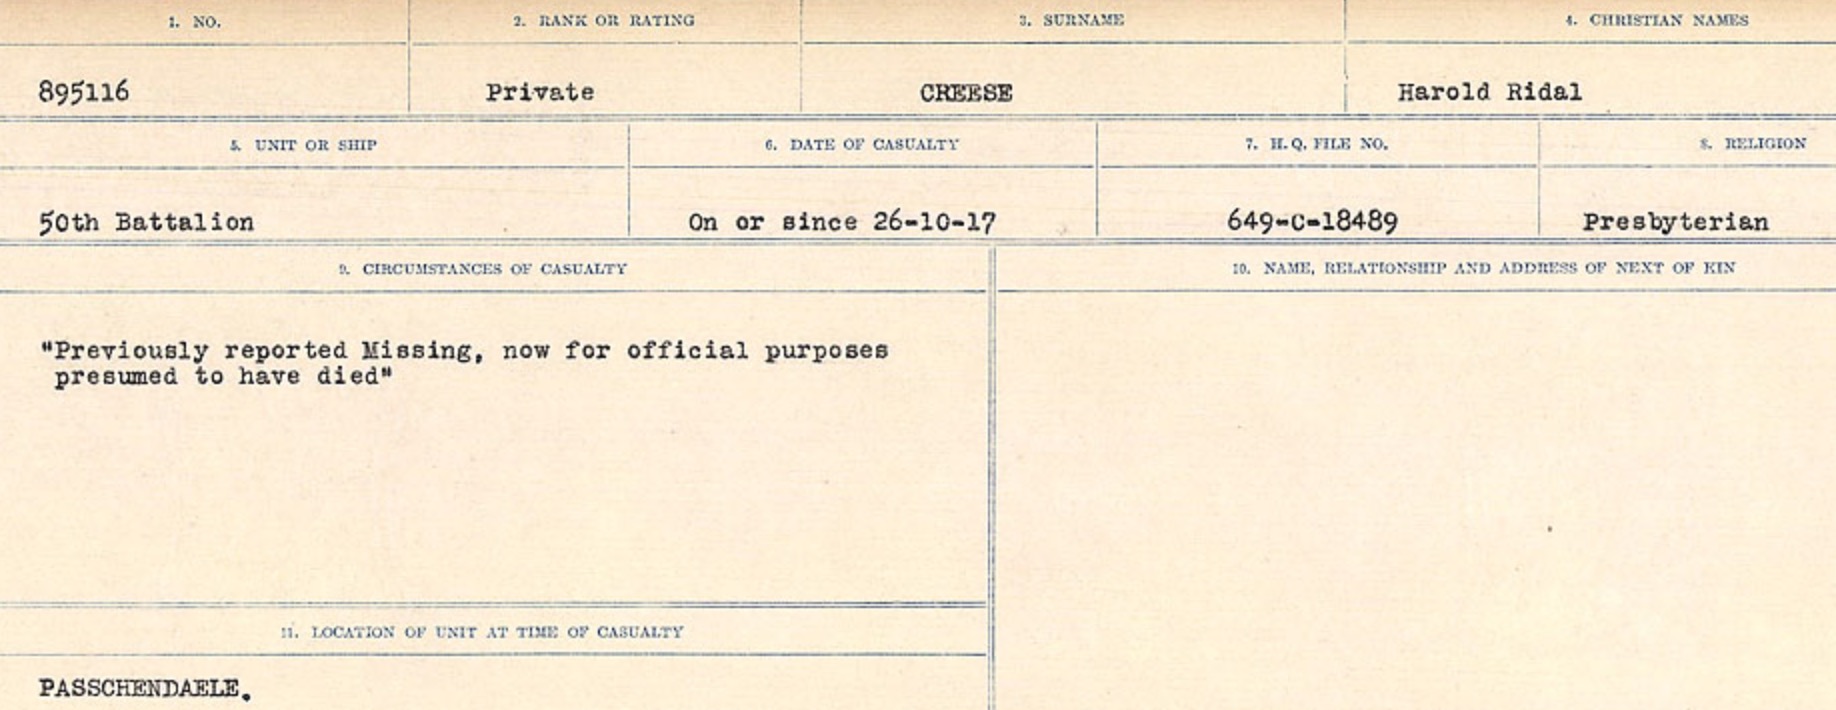 1. NO. 2. RANK OR RATING 3. SURNAME 4. CHRISTIAN NAMES
895116 Private CREESE Harold Ridal
5. UNIT OR SHIP 6. DATE OF CASUALTY 7. H.Q. FILE NO. 8. RELIGION
50th Battalion On or since 26-10-17 649-C-18489 Presbyterian
9. CIRCUMSTANCES OF CASUALTY 10. NAME, RELATIONSHIP AND ADDRESS OF NEXT OF KIN
"Previously reported Missing, now for official purposes
presumed to have died"
11. LOCATION OF UNIT AT TIME OF CASUALTY
PASSCHENDAELE.